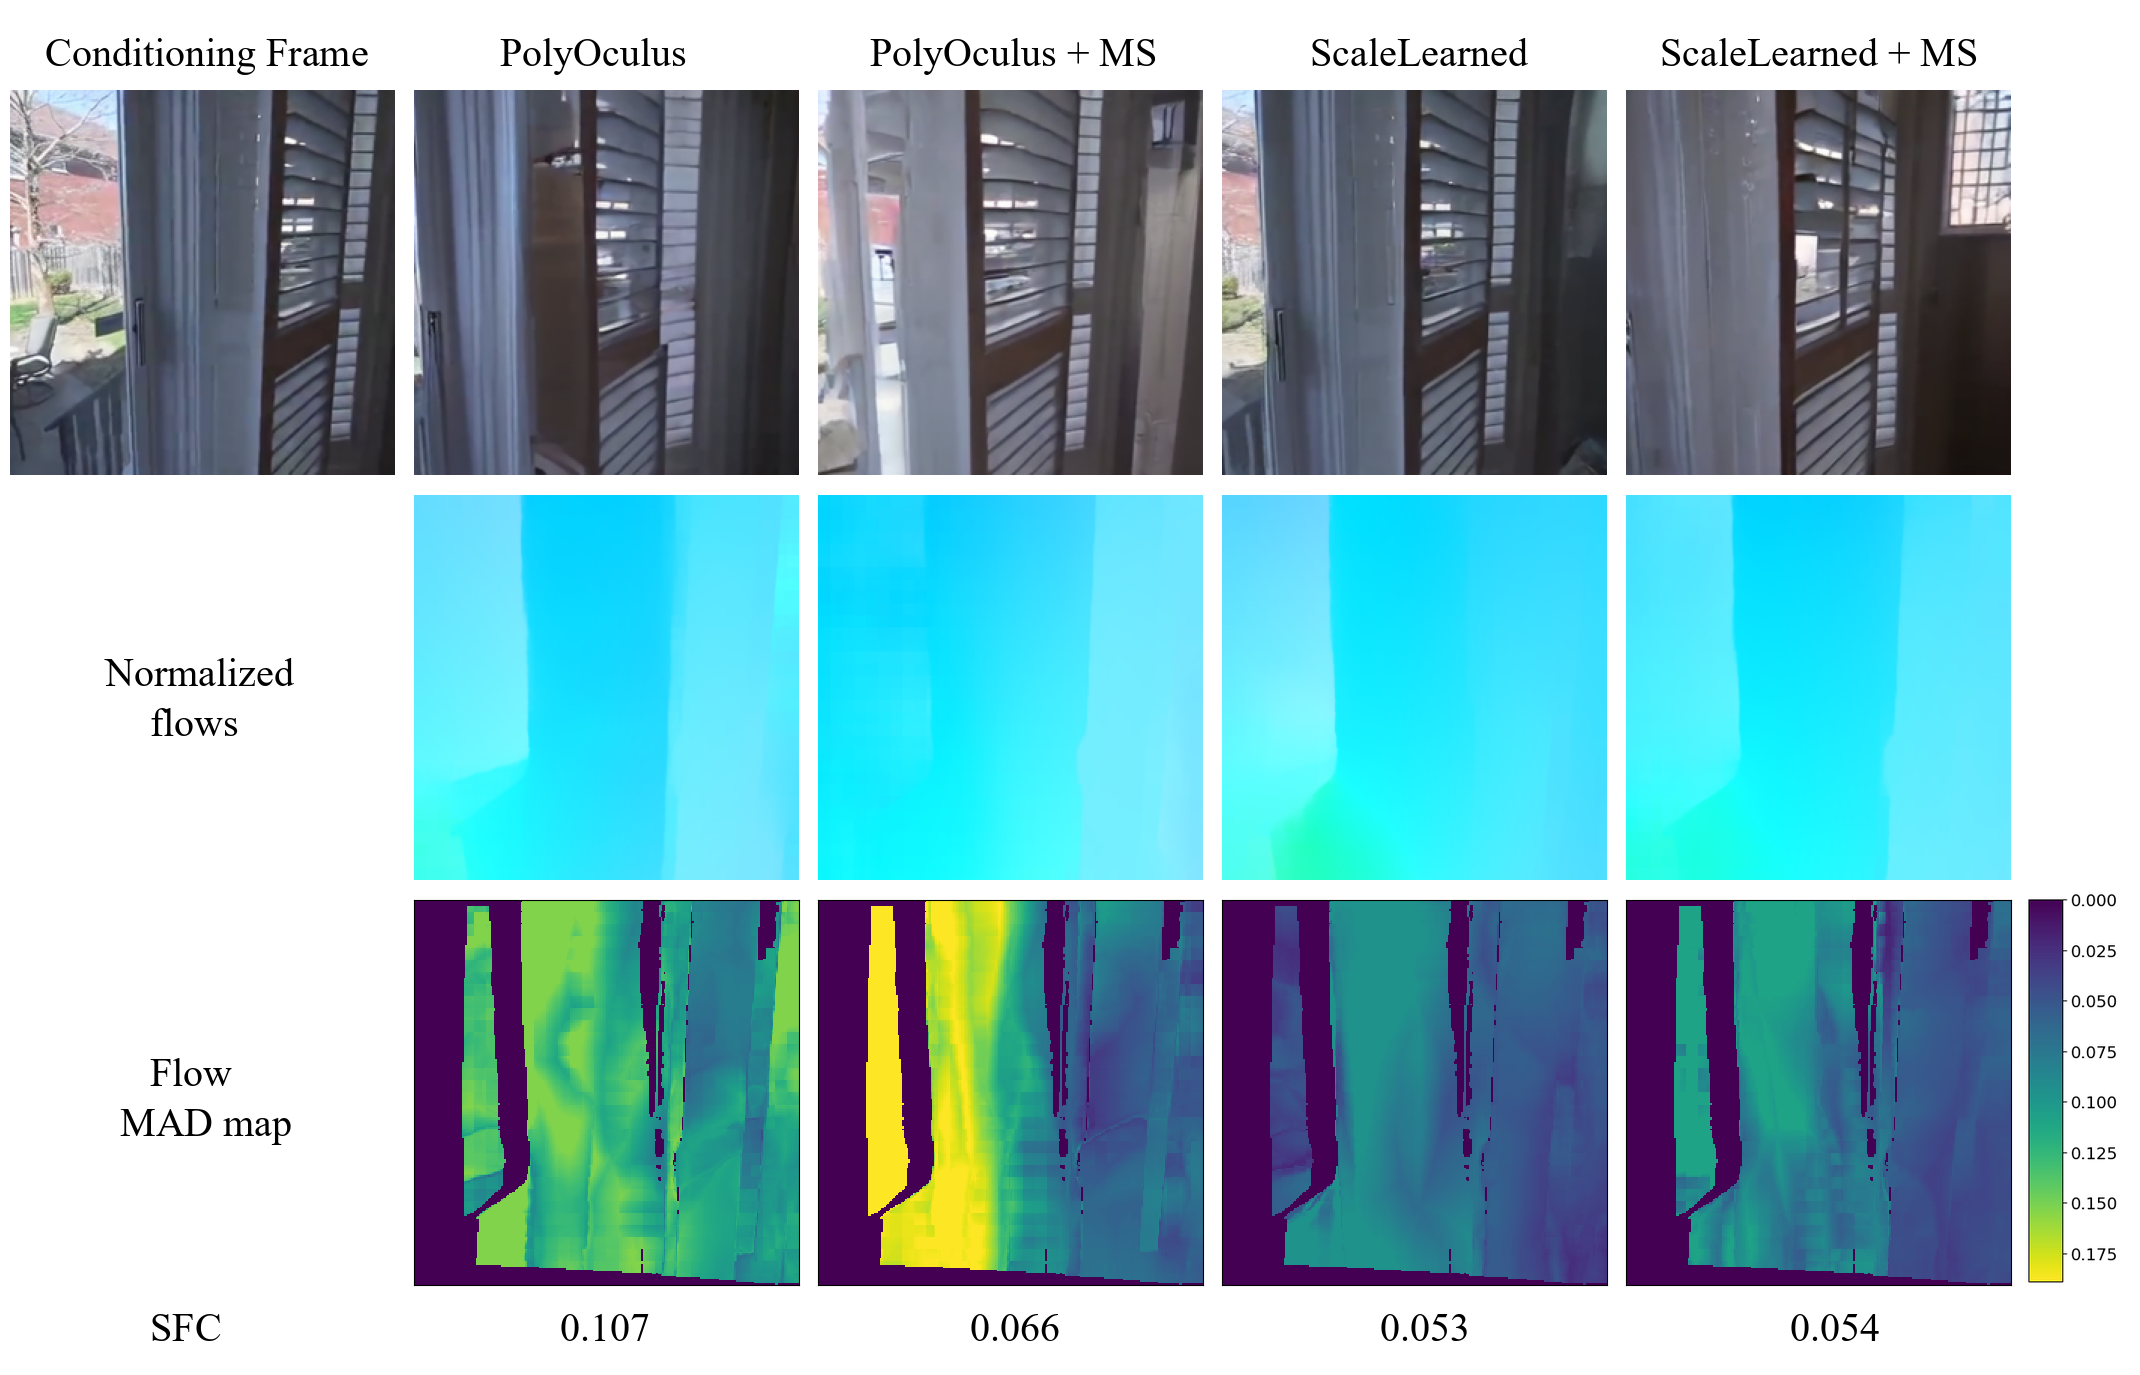 Conditioning Frame
PolyOculus
PolyOculus + MS
ScaleLearned
ScaleLearned + MS
Normalized
flows
Flow
MAD map
0.000
0.025
0.050
0.075
0.100
0.125
0.150
0.175
SFC
0.107
0.066
0.053
0.054